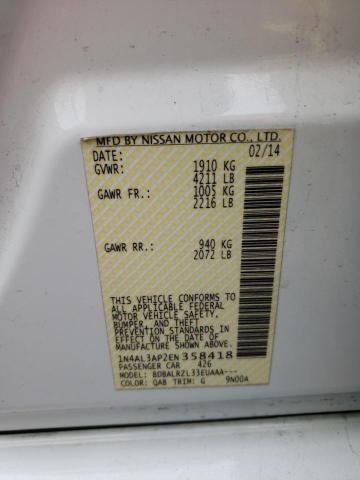 MFD BY NISSAN MOTOR CO., LTD.
DATE: 02/14
GVWR: 1910 KG
4211 LB
GAWR FR: 1005 KG
2216 LB
GAWR RR: 940 KG
2072 LB
THIS VEHICLE CONFORMS TO
ALL APPLICABLE FEDERAL
MOTOR VEHICLE SAFETY,
BUMPER, AND THEFT
PREVENTION STANDARDS IN
EFFECT ON THE DATE OF
MANUFACTURE SHOWN ABOVE.
1N4AL3AP2EN358418
PASSENGER CAR 426
MODEL: BDBALRZL33EUAAA---
COLOR: QAB TRIM: G 9N00A